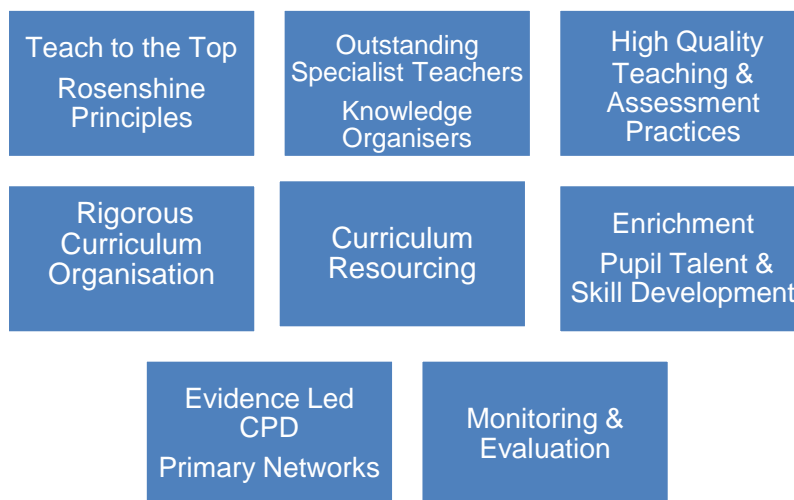 Teach to the Top
Rosenshine
Principles
Outstanding
Specialist Teachers
Knowledge
Organisers
High Quality
Teaching &
Assessment
Practices
Rigorous
Curriculum
Organisation
Curriculum
Resourcing
Enrichment
Pupil Talent &
Skill Development
Evidence Led
CPD
Primary Networks
Monitoring &
Evaluation